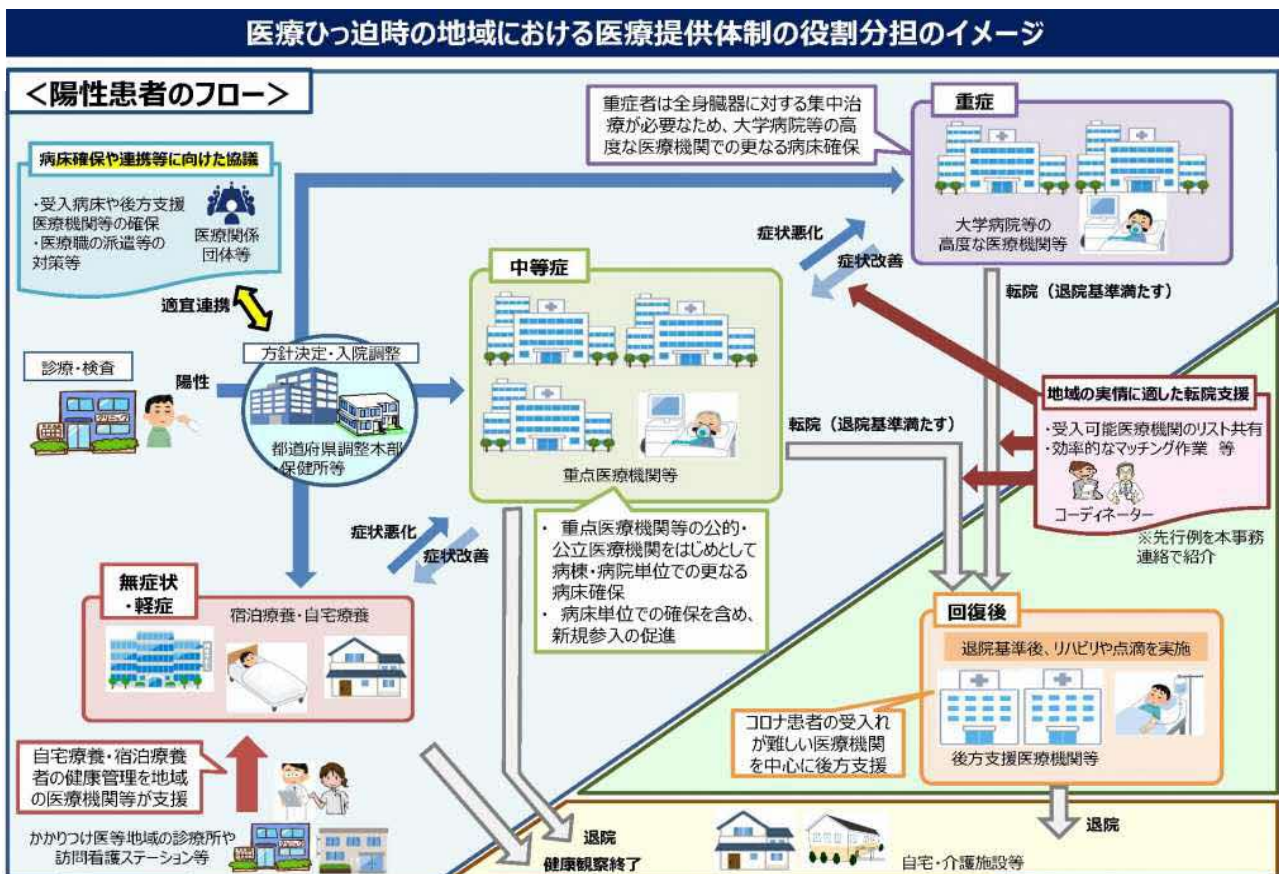 医療ひっ迫時の地域における医療提供体制の役割分担のイメージ
＜陽性患者のフロー＞
病床確保や連携等に向けた協議
・受入病床や後方支援
医療機関等の確保
・医療職の派遣等の
対策等
医療関係
団体等
適宜連携
診療・検査
クリニック
陽性
方針決定・入院調整
都道府県調整本部
・保健所等
重症者は全身臓器に対する集中治
療が必要なため、大学病院等の高
度な医療機関での更なる病床確保
重症
大学病院等の
高度な医療機関等
症状悪化
症状改善
転院（退院基準満たす）
中等症
重点医療機関等
転院（退院基準満たす）
・ 重点医療機関等の公的・
公立医療機関をはじめとして
病棟・病院単位での更なる
病床確保
・ 病床単位での確保を含め、
新規参入の促進
地域の実情に適した転院支援
・受入可能医療機関のリスト共有
・効率的なマッチング作業 等
コーディネーター
※先行例を本事務
連絡で紹介
症状悪化
症状改善
無症状
・軽症
宿泊療養・自宅療養
自宅療養・宿泊療養
者の健康管理を地域
の医療機関等が支援
かかりつけ医等地域の診療所や
訪問看護ステーション等
回復後
退院基準後、リハビリや点滴を実施
後方支援医療機関等
コロナ患者の受入れ
が難しい医療機関
を中心に後方支援
退院
健康観察終了
退院
自宅・介護施設等